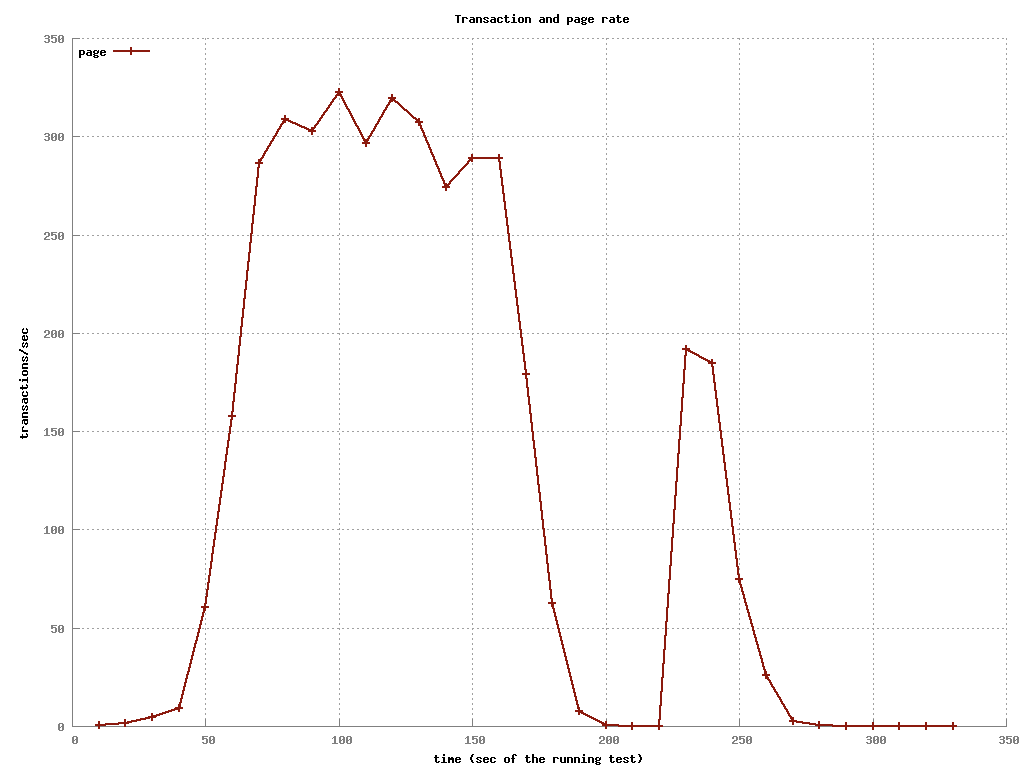 Transaction and page rate
page
350
300
250
200
150
100
50
0
transactions/sec
0 50 100 150 200 250 300 350
time (sec of the running test)